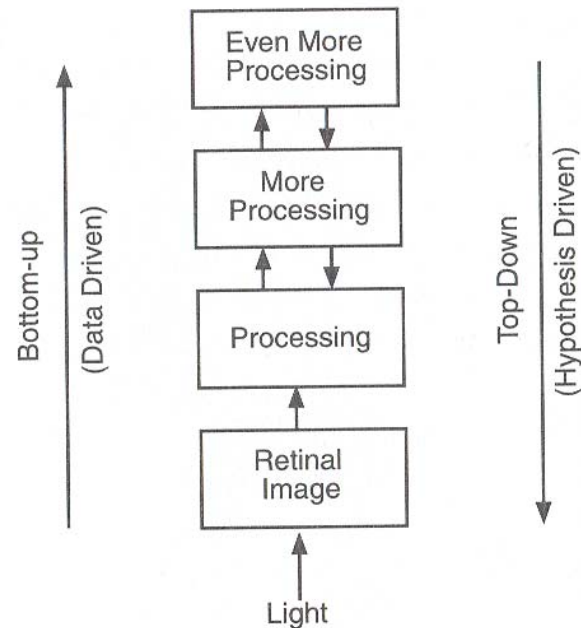 Even More
Processing
More
Processing
Processing
Retinal
Image
Light
Bottom-up
(Data Driven)
Top-Down
(Hypothesis Driven)